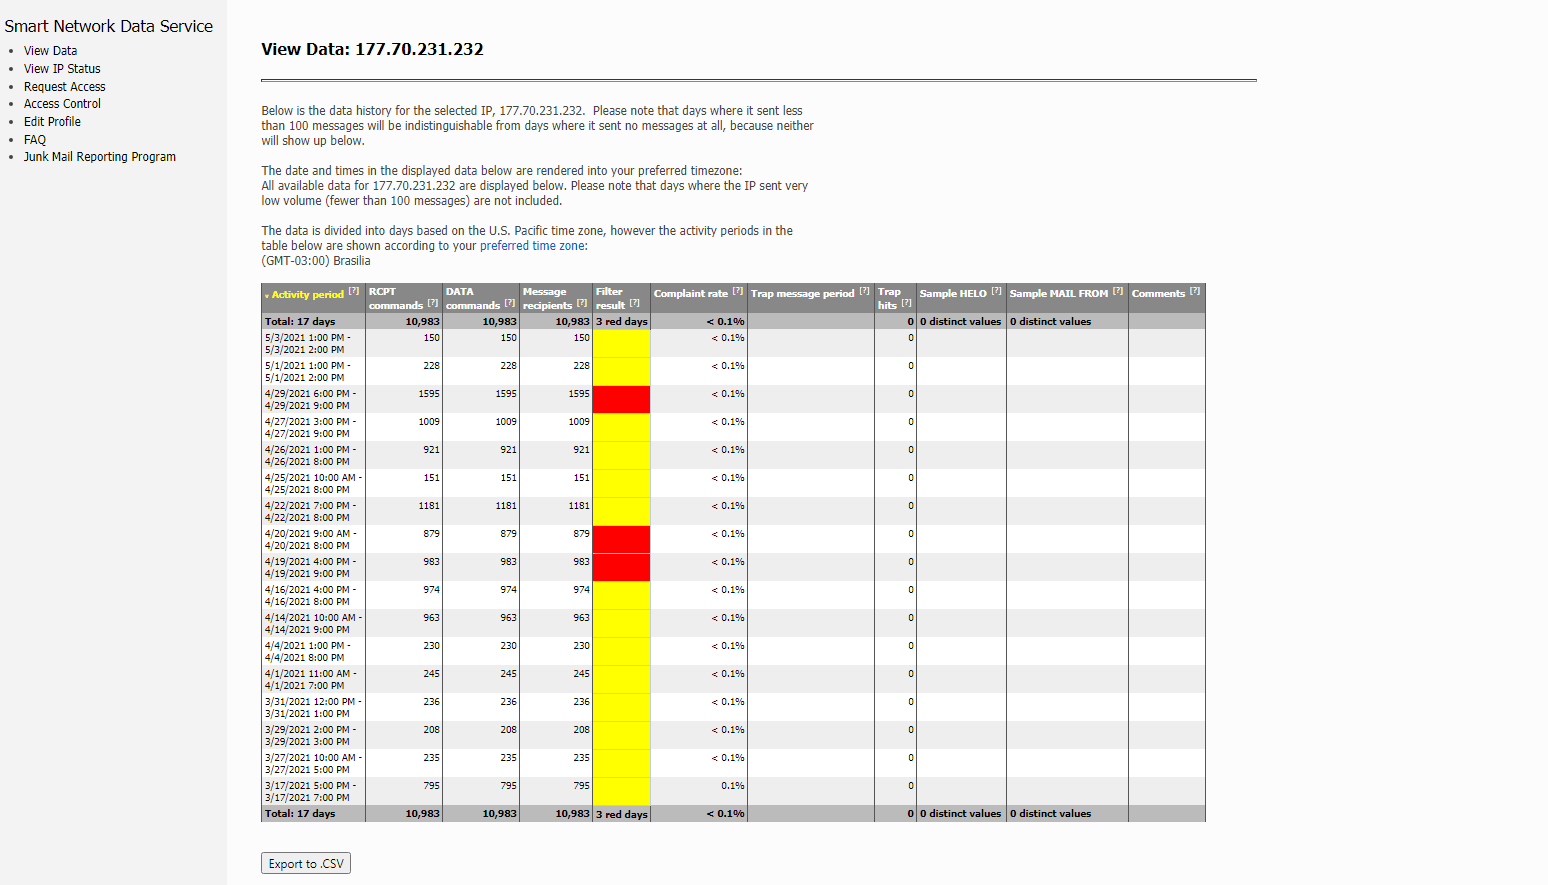 Smart Network Data Service
View Data
View IP Status
Request Access
Access Control
Edit Profile
FAQ
Junk Mail Reporting Program
View Data: 177.70.231.232
Below is the data history for the selected IP, 177.70.231.232.  Please note that days where it sent less
than 100 messages will be indistinguishable from days where it sent no messages at all, because neither
will show up below.
The date and times in the displayed data below are rendered into your preferred timezone:
All available data for 177.70.231.232 are displayed below. Please note that days where the IP sent very
low volume (fewer than 100 messages) are not included.
The data is divided into days based on the U.S. Pacific time zone, however the activity periods in the
table below are shown according to your preferred time zone:
(GMT-03:00) Brasilia
Activity period [?] RCPT commands [?] DATA commands [?] Message recipients [?] Filter result [?] Complaint rate [?] Trap message period [?] Trap hits [?] Sample HELO [?] Sample MAIL FROM [?] Comments [?]
Total: 17 days 10,983 10,983 10,983 3 red days < 0.1% 0 0 distinct values 0 distinct values
5/3/2021 1:00 PM - 150 150 150 < 0.1% 0
5/3/2021 2:00 PM
5/1/2021 1:00 PM - 228 228 228 < 0.1% 0
5/1/2021 2:00 PM
4/29/2021 6:00 PM - 1595 1595 1595 < 0.1% 0
4/29/2021 9:00 PM
4/27/2021 3:00 PM - 1009 1009 1009 < 0.1% 0
4/27/2021 9:00 PM
4/26/2021 1:00 PM - 921 921 921 < 0.1% 0
4/26/2021 8:00 PM
4/25/2021 10:00 AM - 151 151 151 < 0.1% 0
4/25/2021 8:00 PM
4/22/2021 7:00 PM - 1181 1181 1181 < 0.1% 0
4/22/2021 8:00 PM
4/20/2021 9:00 AM - 879 879 879 < 0.1% 0
4/20/2021 8:00 PM
4/19/2021 4:00 PM - 983 983 983 < 0.1% 0
4/19/2021 9:00 PM
4/16/2021 4:00 PM - 974 974 974 < 0.1% 0
4/16/2021 8:00 PM
4/14/2021 10:00 AM - 963 963 963 < 0.1% 0
4/14/2021 9:00 PM
4/4/2021 1:00 PM - 230 230 230 < 0.1% 0
4/4/2021 8:00 PM
4/1/2021 11:00 AM - 245 245 245 < 0.1% 0
4/1/2021 7:00 PM
3/31/2021 12:00 PM - 236 236 236 < 0.1% 0
3/31/2021 1:00 PM
3/29/2021 2:00 PM - 208 208 208 < 0.1% 0
3/29/2021 3:00 PM
3/27/2021 10:00 AM - 235 235 235 < 0.1% 0
3/27/2021 5:00 PM
3/17/2021 5:00 PM - 795 795 795 0.1% 0
3/17/2021 7:00 PM
Total: 17 days 10,983 10,983 10,983 3 red days < 0.1% 0 0 distinct values 0 distinct values
Export to .CSV